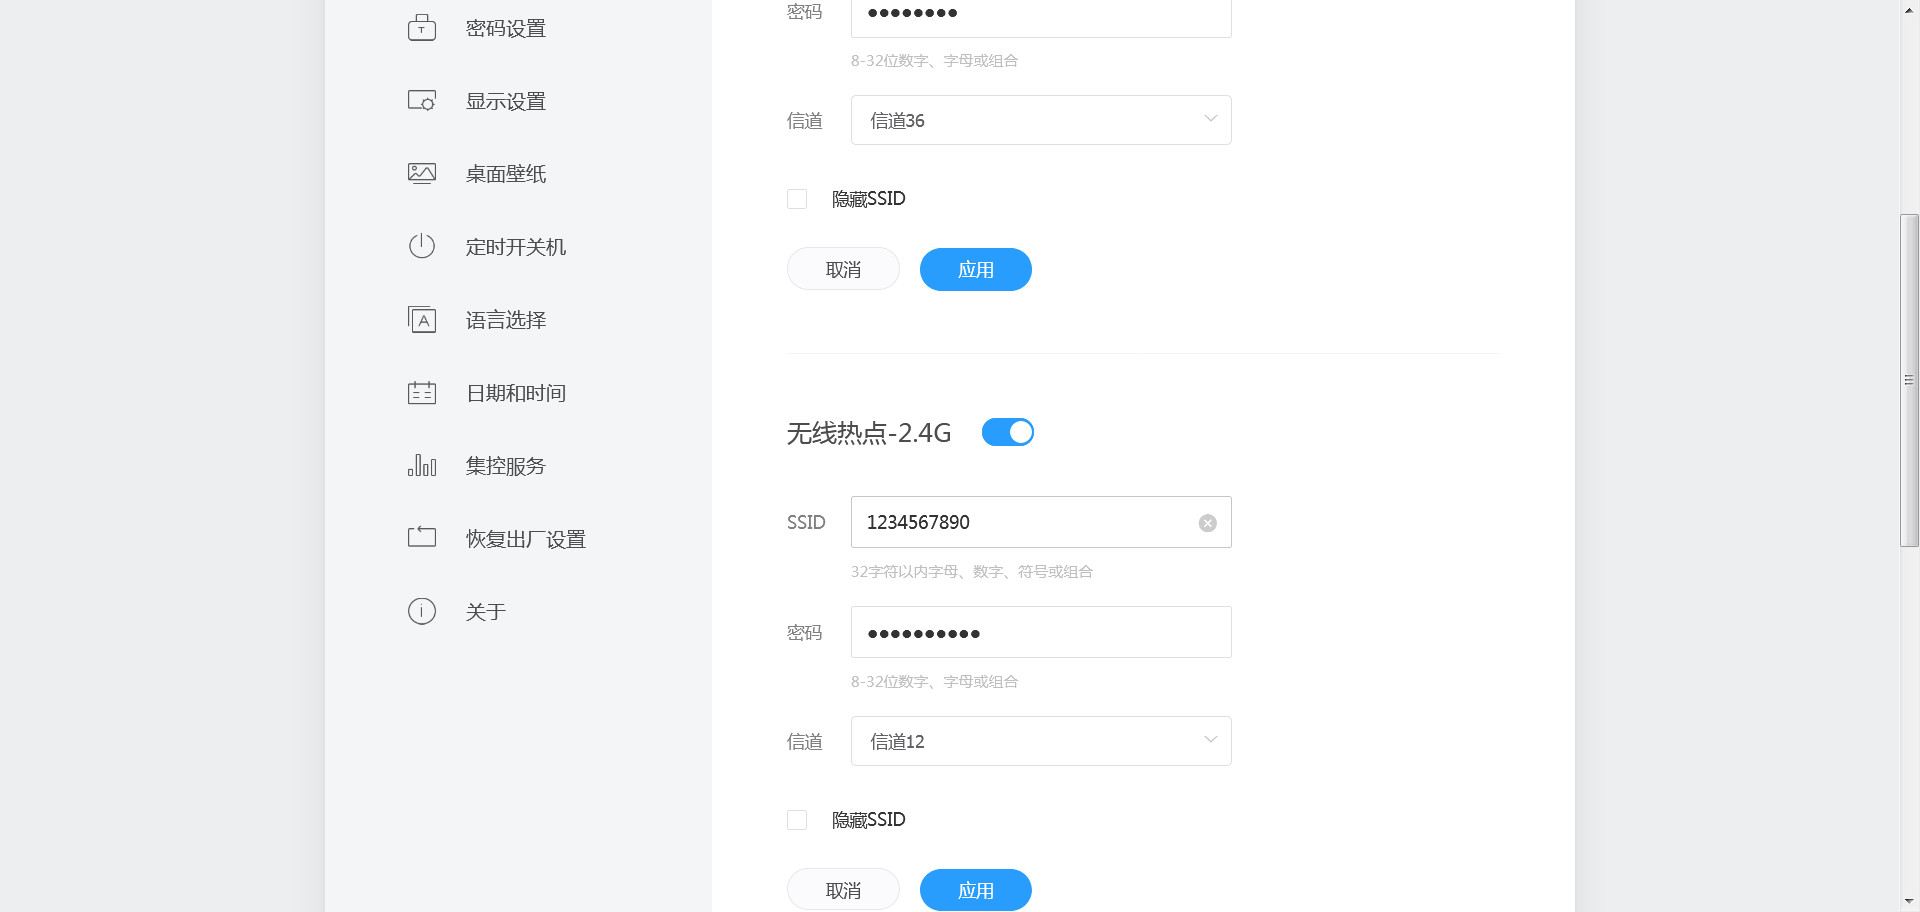 密码设置
显示设置
桌面壁纸
定时开关机
语言选择
日期和时间
集控服务
恢复出厂设置
关于
密码 ●●●●●●●●
8-32位数字、字母或组合
信道 信道36
隐藏SSID
取消 应用
无线热点-2.4G
SSID 1234567890
32字符以内字母、数字、符号或组合
密码 ●●●●●●●●●●
8-32位数字、字母或组合
信道 信道12
隐藏SSID
取消 应用